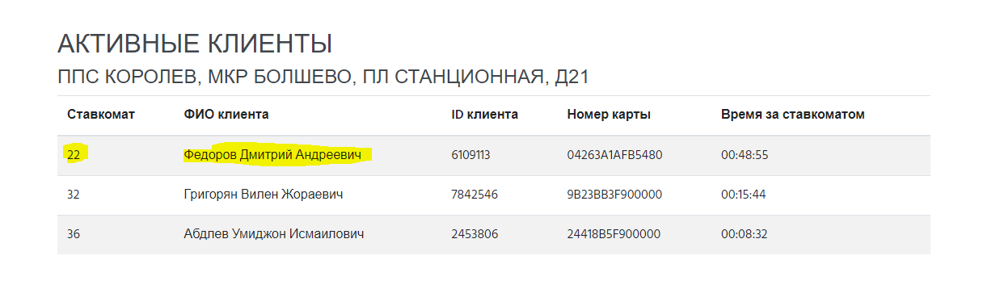 АКТИВНЫЕ КЛИЕНТЫ
ППС КОРОЛЕВ, МКР БОЛШЕВО, ПЛ СТАНЦИОННАЯ, Д21
Ставкомат ФИО клиента ID клиента Номер карты Время за ставкоматом
22 Федоров Дмитрий Андреевич 6109113 04263A1AFB5480 00:48:55
32 Григорян Вилен Жораевич 7842546 9B23BB3F900000 00:15:44
36 Абдлев Умиджон Исмаилович 2453806 24418B5F900000 00:08:32